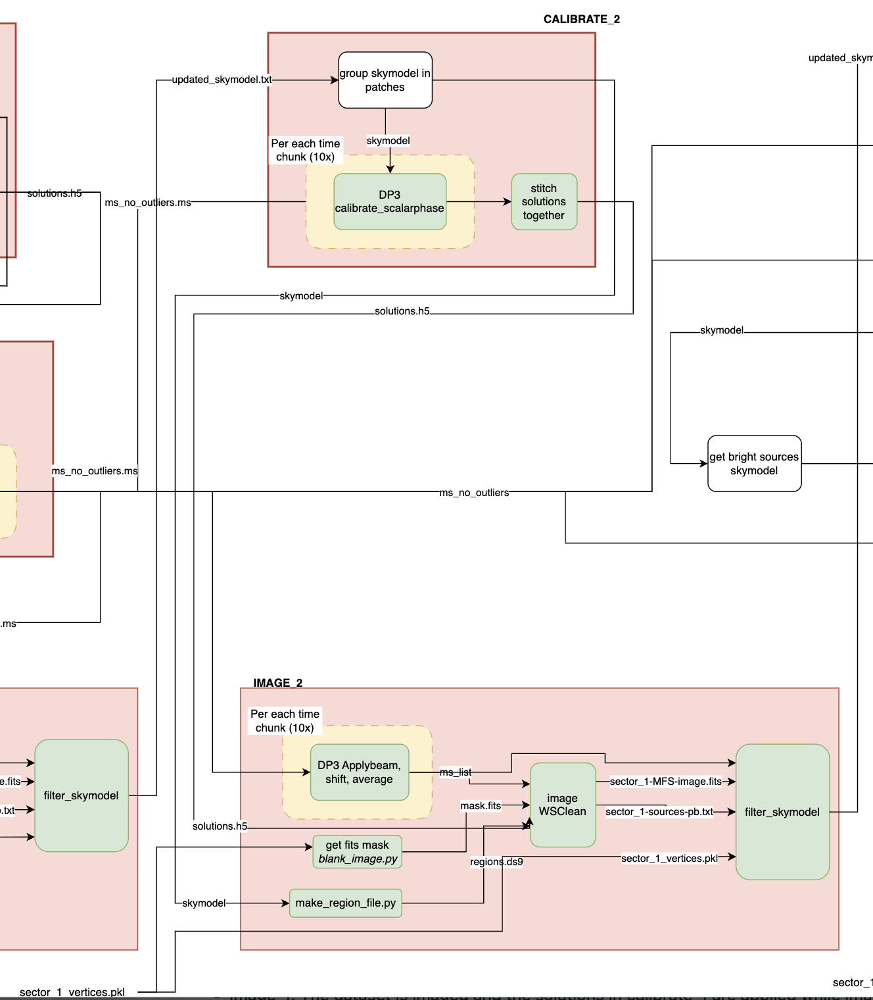 CALIBRATE_2
updated_skym
group skymodel in
patches
updated_skymodel.txt
skymodel
Per each time
chunk (10x)
DP3
calibrate_scalarphase
stitch
solutions
together
solutions.h5
ms_no_outliers.ms
skymodel
solutions.h5
skymodel
get bright sources
skymodel
ms_no_outliers.ms
ms_no_outliers
.ms
IMAGE_2
Per each time
chunk (10x)
DP3 Applybeam,
shift, average
ms_list
filter_skymodel
e.fits
.txt
mask.fits
image
WSClean
sector_1-MFS-image.fits
sector_1-sources-pb.txt
filter_skymodel
solutions.h5
get fits mask
blank_image.py
regions.ds9
sector_1_vertices.pkl
skymodel
make_region_file.py
sector_1
sector_1_vertices.pkl